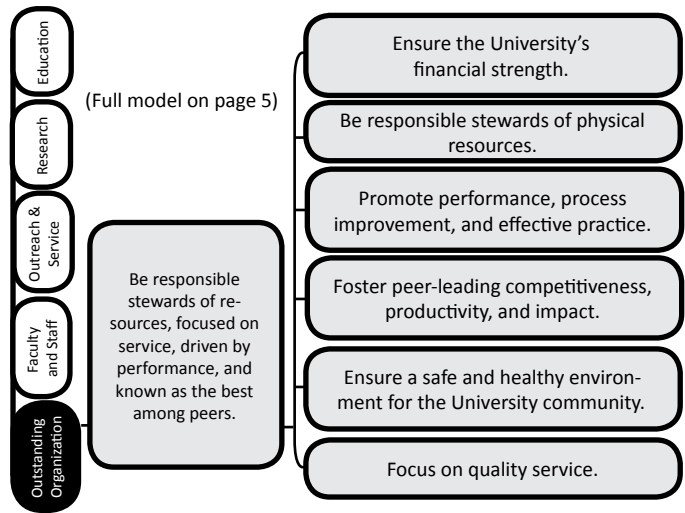 Education
Research
Outreach &
Service
Faculty
and Staff
Outstanding
Organization
(Full model on page 5)
Be responsible
stewards of re-
sources, focused on
service, driven by
performance, and
known as the best
among peers.
Ensure the University's
financial strength.
Be responsible stewards of physical
resources.
Promote performance, process
improvement, and effective practice.
Foster peer-leading competitiveness,
productivity, and impact.
Ensure a safe and healthy environ-
ment for the University community.
Focus on quality service.